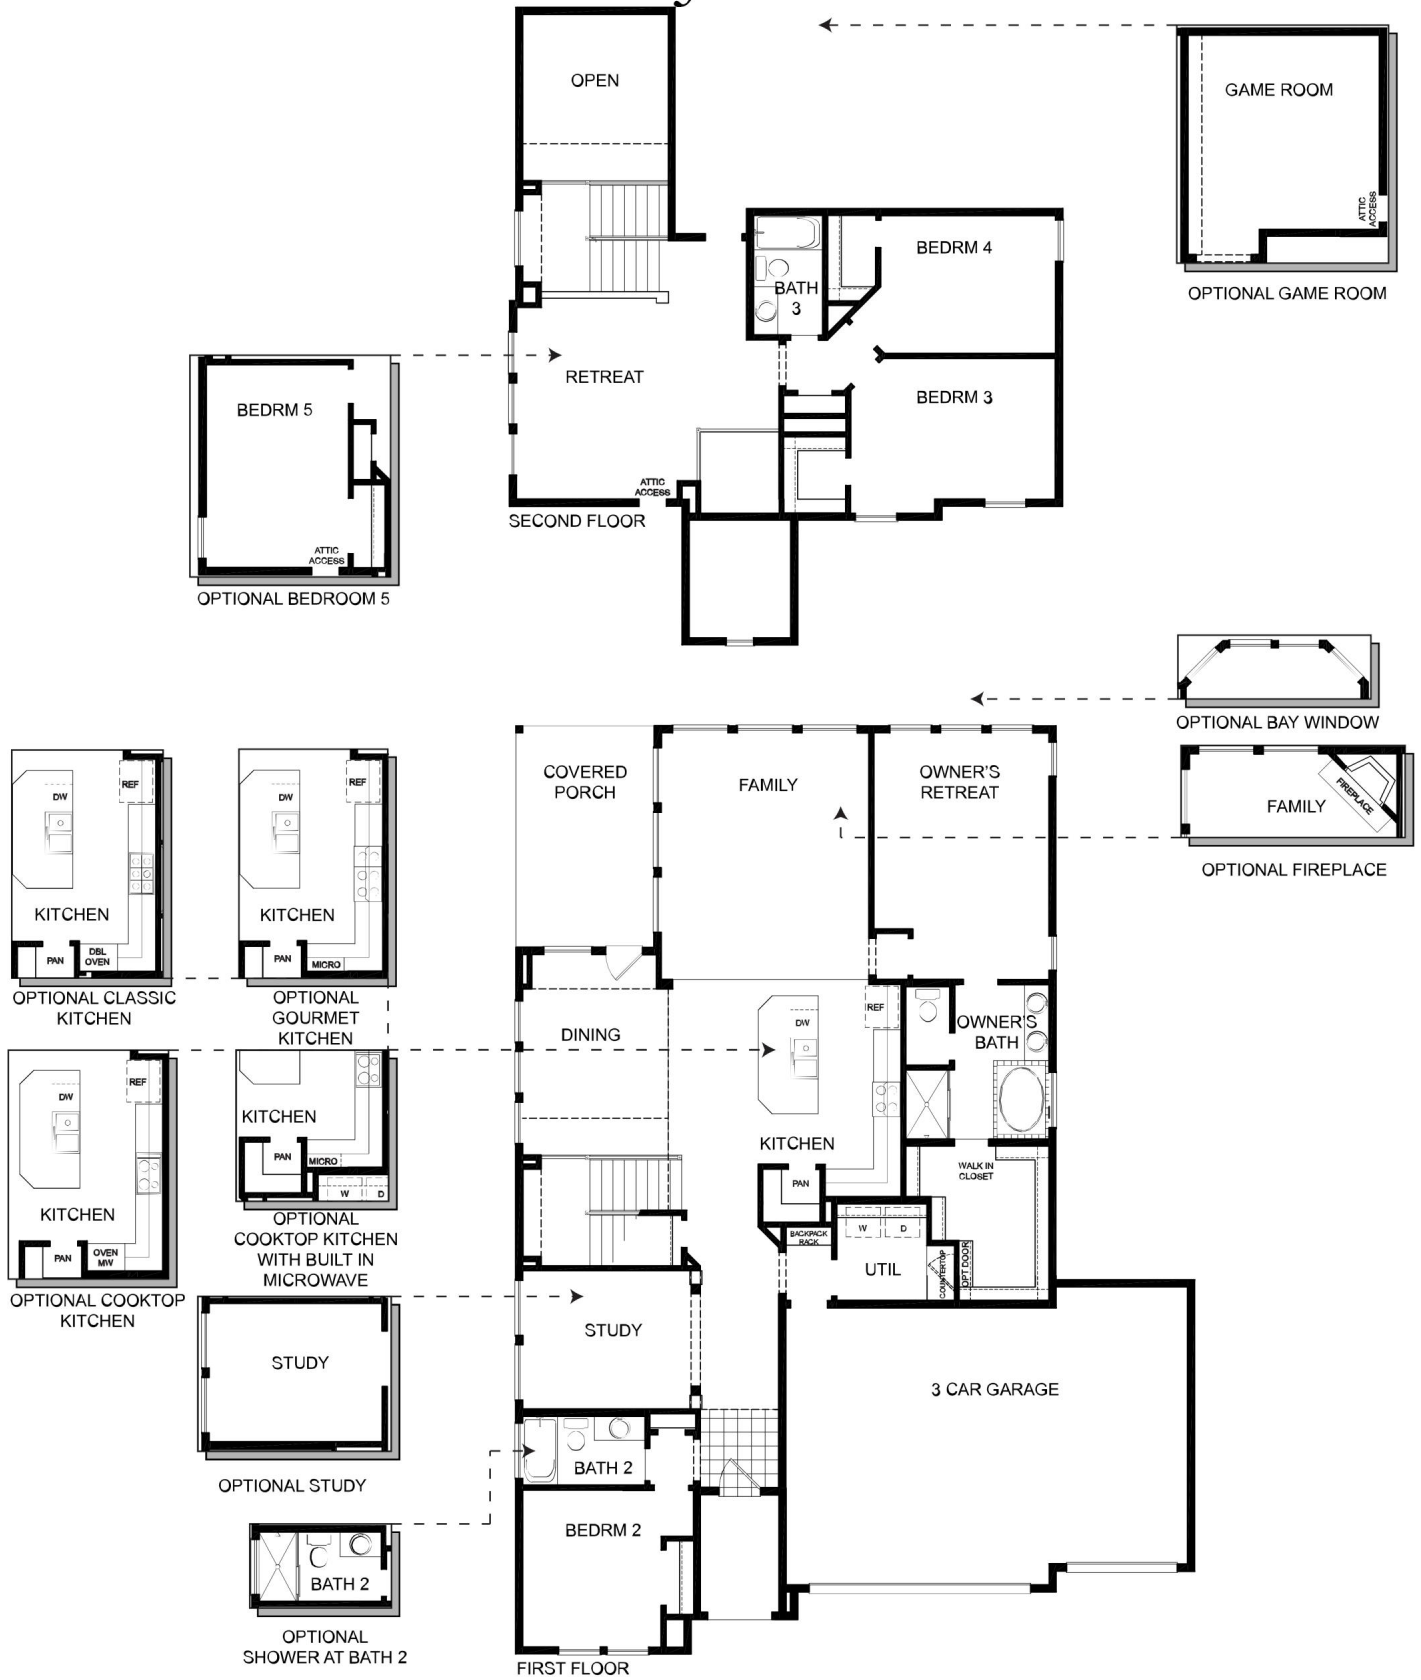 OPEN
GAME ROOM
ATTIC
ACCESS
OPTIONAL GAME ROOM
BEDRM 4
BATH
3
RETREAT
BEDRM 3
ATTIC
ACCESS
SECOND FLOOR
BEDRM 5
ATTIC
ACCESS
OPTIONAL BEDROOM 5
OPTIONAL BAY WINDOW
FAMILY
FIREPLACE
OPTIONAL FIREPLACE
COVERED
PORCH
FAMILY
OWNER'S
RETREAT
REF
DW
KITCHEN
PAN
DBL
OVEN
OPTIONAL CLASSIC
KITCHEN
REF
DW
KITCHEN
PAN
MICRO
OPTIONAL
GOURMET
KITCHEN
DINING
DW
REF
KITCHEN
PAN
OWNER'S
BATH
WALK IN
CLOSET
REF
DW
KITCHEN
PAN
OVEN
MW
OPTIONAL COOKTOP
KITCHEN
KITCHEN
PAN
MICRO
W
D
OPTIONAL
COOKTOP KITCHEN
WITH BUILT IN
MICROWAVE
BACKPACK
RACK
W
D
UTIL
COUNTERTOP
OPT DOOR
STUDY
OPTIONAL STUDY
STUDY
3 CAR GARAGE
BATH 2
BEDRM 2
BATH 2
OPTIONAL
SHOWER AT BATH 2
FIRST FLOOR